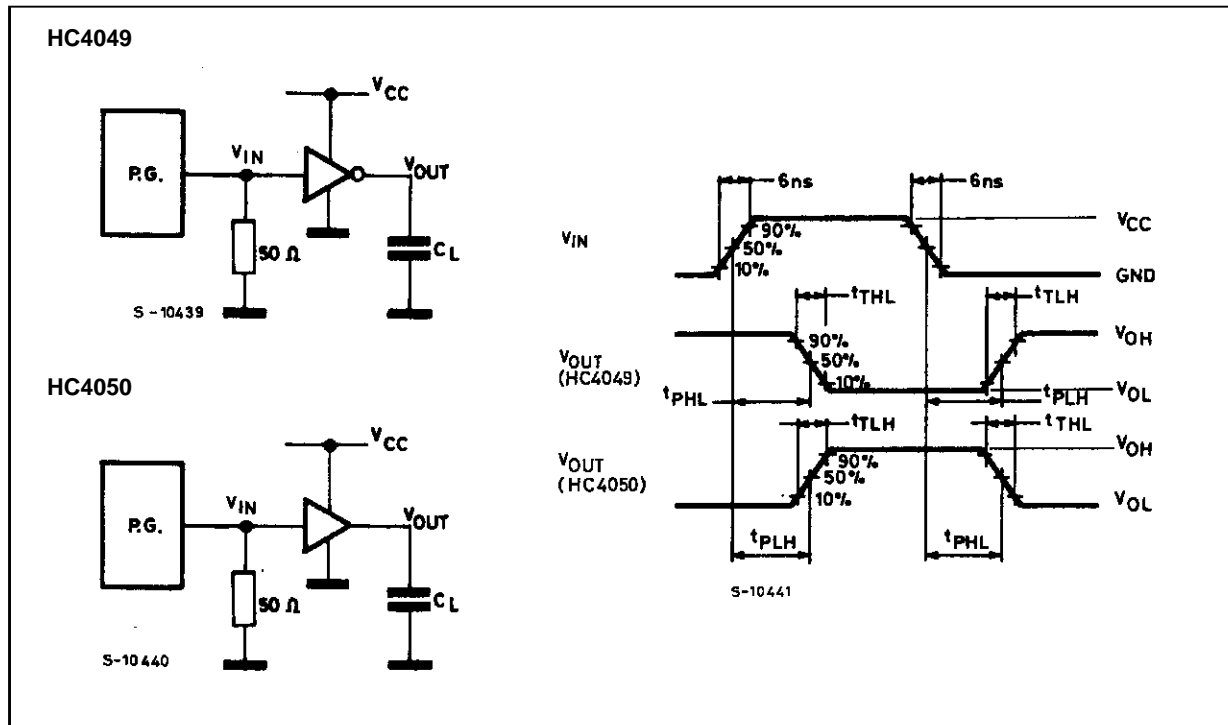 HC4049
VCC
P.G.
VIN
VOUT
50 Ω
CL
S-10439
HC4050
VCC
P.G.
VIN
VOUT
50 Ω
CL
S-10440
6ns
6ns
VIN
90%
50%
10%
VCC
GND
tTHL
tTLH
VOUT
(HC4049)
90%
50%
10%
VOH
VOL
tPHL
tPLH
tTLH
tTHL
VOUT
(HC4050)
90%
50%
10%
VOH
VOL
tPLH
tPHL
S-10441